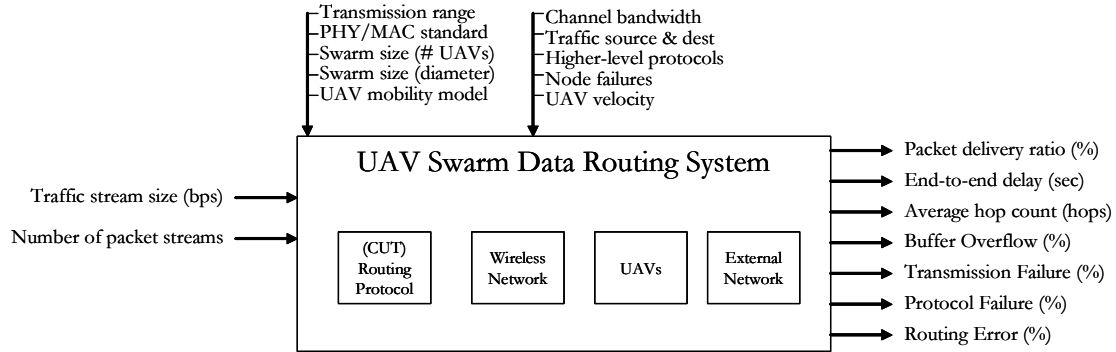 Transmission range
PHY/MAC standard
Swarm size (# UAVs)
Swarm size (diameter)
UAV mobility model
Channel bandwidth
Traffic source & dest
Higher-level protocols
Node failures
UAV velocity
UAV Swarm Data Routing System
Traffic stream size (bps)
Number of packet streams
(CUT)
Routing
Protocol
Wireless
Network
UAVs
External
Network
Packet delivery ratio (%)
End-to-end delay (sec)
Average hop count (hops)
Buffer Overflow (%)
Transmission Failure (%)
Protocol Failure (%)
Routing Error (%)